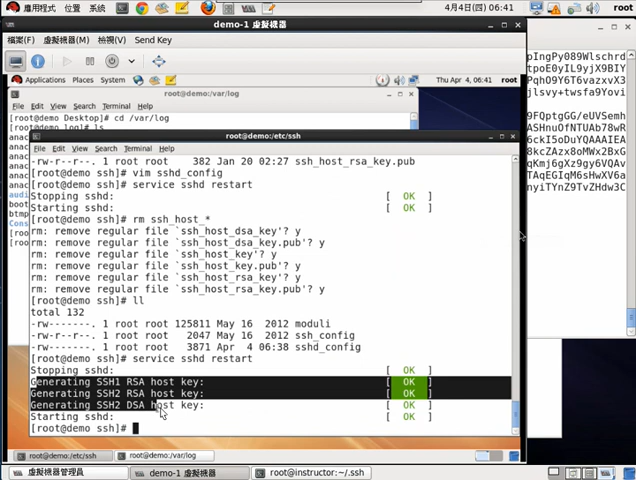 應用程式 位置 系統 4月4日(四) 06:41 root
demo-1 虛擬機器
檔案(F) 虛擬機(M) 檢視(V) Send Key
Applications Places System Thu Apr 4, 06:41 root
root@demo:/var/log
File Edit View Search Terminal Help
[root@demo Desktop]# cd /var/log
root@demo:/etc/ssh
File Edit View Search Terminal Help
-rw-r--r--. 1 root root 382 Jan 20 02:27 ssh_host_rsa_key.pub
[root@demo ssh]# vim sshd_config
[root@demo ssh]# service sshd restart
Stopping sshd: [ OK ]
Starting sshd: [ OK ]
[root@demo ssh]# rm ssh_host_*
rm: remove regular file `ssh_host_dsa_key'? y
rm: remove regular file `ssh_host_dsa_key.pub'? y
rm: remove regular file `ssh_host_key'? y
rm: remove regular file `ssh_host_key.pub'? y
rm: remove regular file `ssh_host_rsa_key'? y
rm: remove regular file `ssh_host_rsa_key.pub'? y
[root@demo ssh]# ll
total 132
-rw-------. 1 root root 125811 May 16 2012 moduli
-rw-r--r--. 1 root root 2047 May 16 2012 ssh_config
-rw-------. 1 root root 3871 Apr 4 06:38 sshd_config
[root@demo ssh]# service sshd restart
Stopping sshd: [ OK ]
Generating SSH1 RSA host key: [ OK ]
Generating SSH2 RSA host key: [ OK ]
Generating SSH2 DSA host key: [ OK ]
Starting sshd: [ OK ]
[root@demo ssh]#
root@demo:/etc/ssh root@demo:/var/log
虛擬機器管理員 demo-1 虛擬機器 root@instructor:~/.ssh